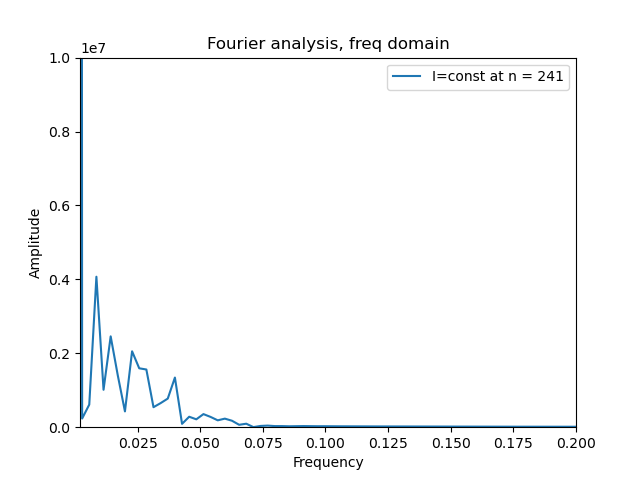 Fourier analysis, freq domain
1e7
I=const at n = 241
1.0
0.8
0.6
0.4
0.2
0.0
Amplitude
0.025 0.050 0.075 0.100 0.125 0.150 0.175 0.200
Frequency